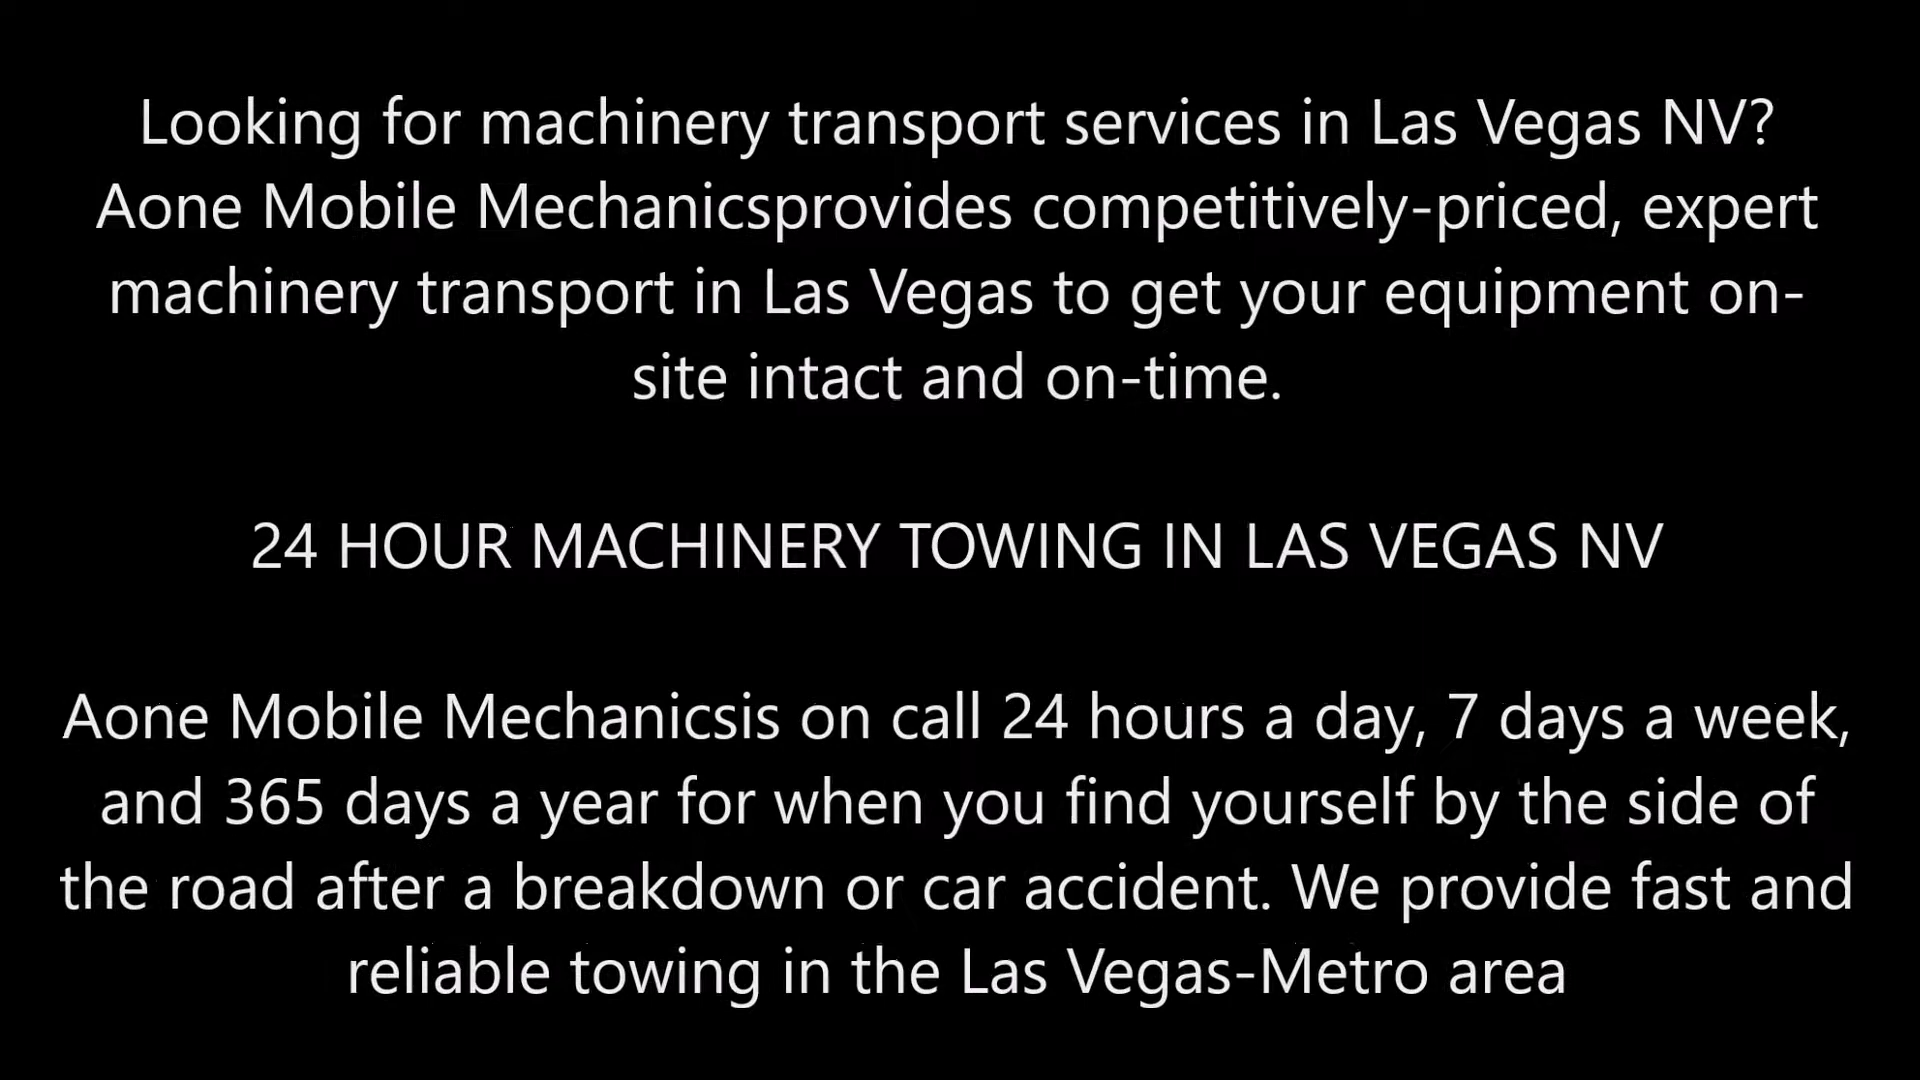 Looking for machinery transport services in Las Vegas NV?
Aone Mobile Mechanicsprovides competitively-priced, expert
machinery transport in Las Vegas to get your equipment on-
site intact and on-time.
24 HOUR MACHINERY TOWING IN LAS VEGAS NV
Aone Mobile Mechanicsis on call 24 hours a day, 7 days a week,
and 365 days a year for when you find yourself by the side of
the road after a breakdown or car accident. We provide fast and
reliable towing in the Las Vegas-Metro area